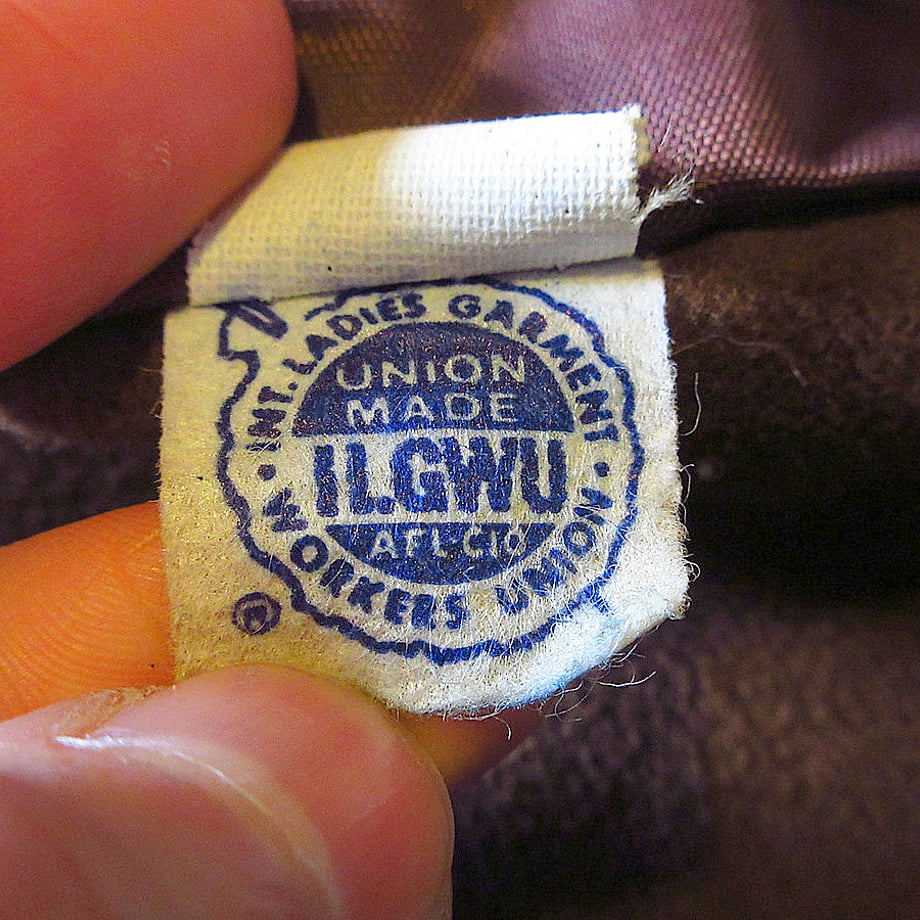 INT. LADIES GARMENT
UNION
MADE
ILGWU
AFL-CIO
WORKERS UNION
®